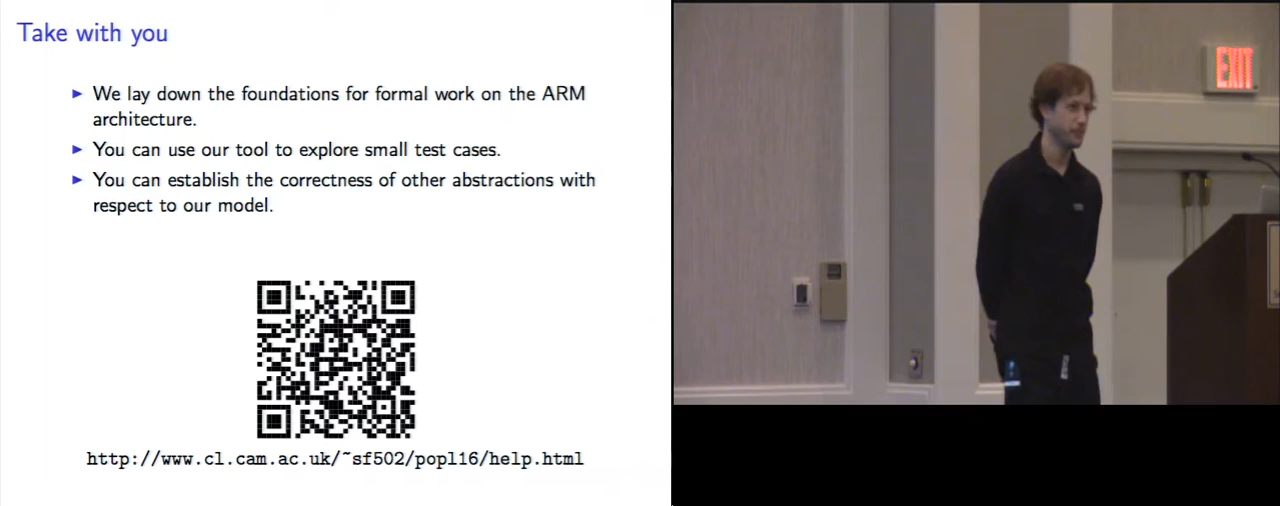 Take with you
We lay down the foundations for formal work on the ARM
architecture.
You can use our tool to explore small test cases.
You can establish the correctness of other abstractions with
respect to our model.
http://www.cl.cam.ac.uk/~sf502/popl16/help.html
EXIT